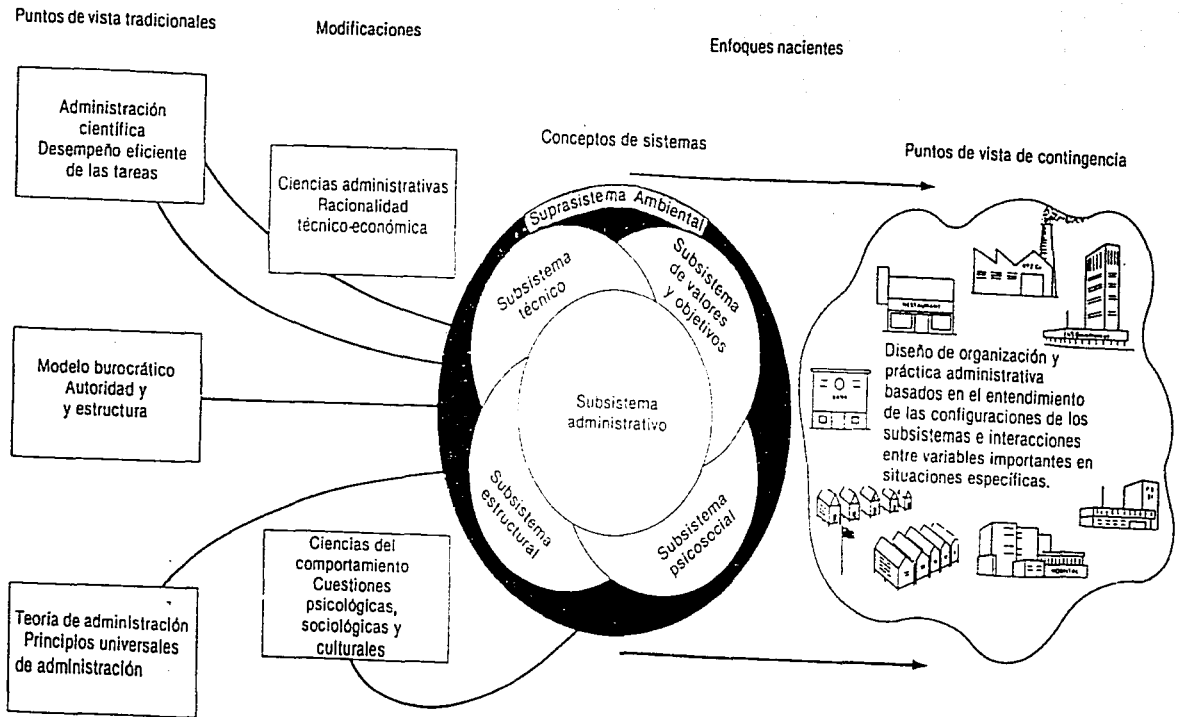 Puntos de vista tradicionales
Modificaciones
Enfoques nacientes
Administración
científica
Desempeño eficiente
de las tareas
Ciencias administrativas
Racionalidad
técnico-económica
Modelo burocrático
Autoridad y
y estructura
Teoría de administración
Principios universales
de administración
Ciencias del
comportamiento
Cuestiones
psicológicas,
sociológicas y
culturales
Conceptos de sistemas
Suprasistema Ambiental
Subsistema
técnico
Subsistema
de valores
y objetivos
Subsistema
administrativo
Subsistema
estructural
Subsistema
psicosocial
Puntos de vista de contingencia
RESTAURANT
BANK
Diseño de organización y
práctica administrativa
basados en el entendimiento
de las configuraciones de los
subsistemas e interacciones
entre variables importantes en
situaciones específicas.
HOSPITAL